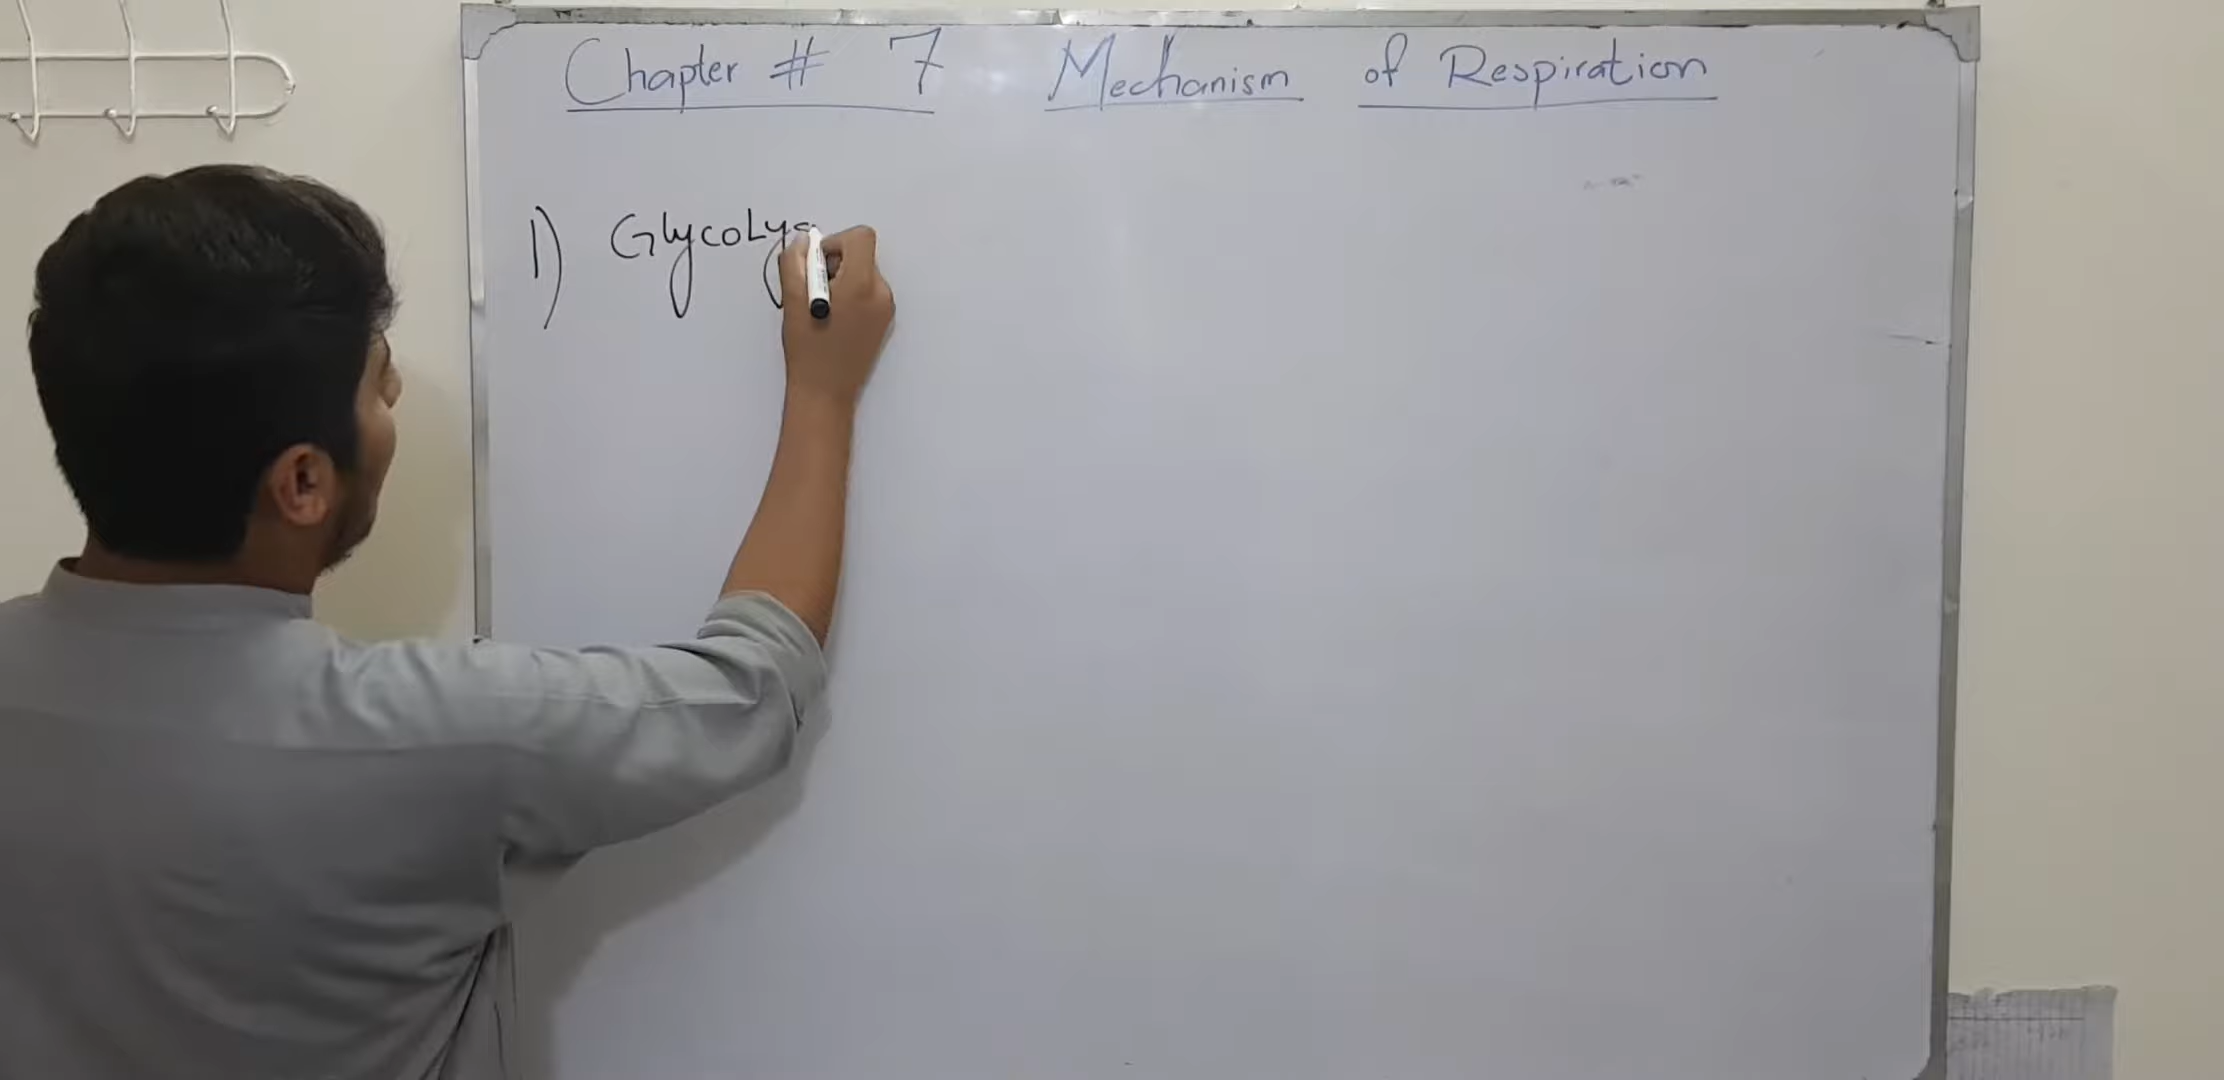 Chapter # 7 Mechanism of Respiration
1) Glycolys